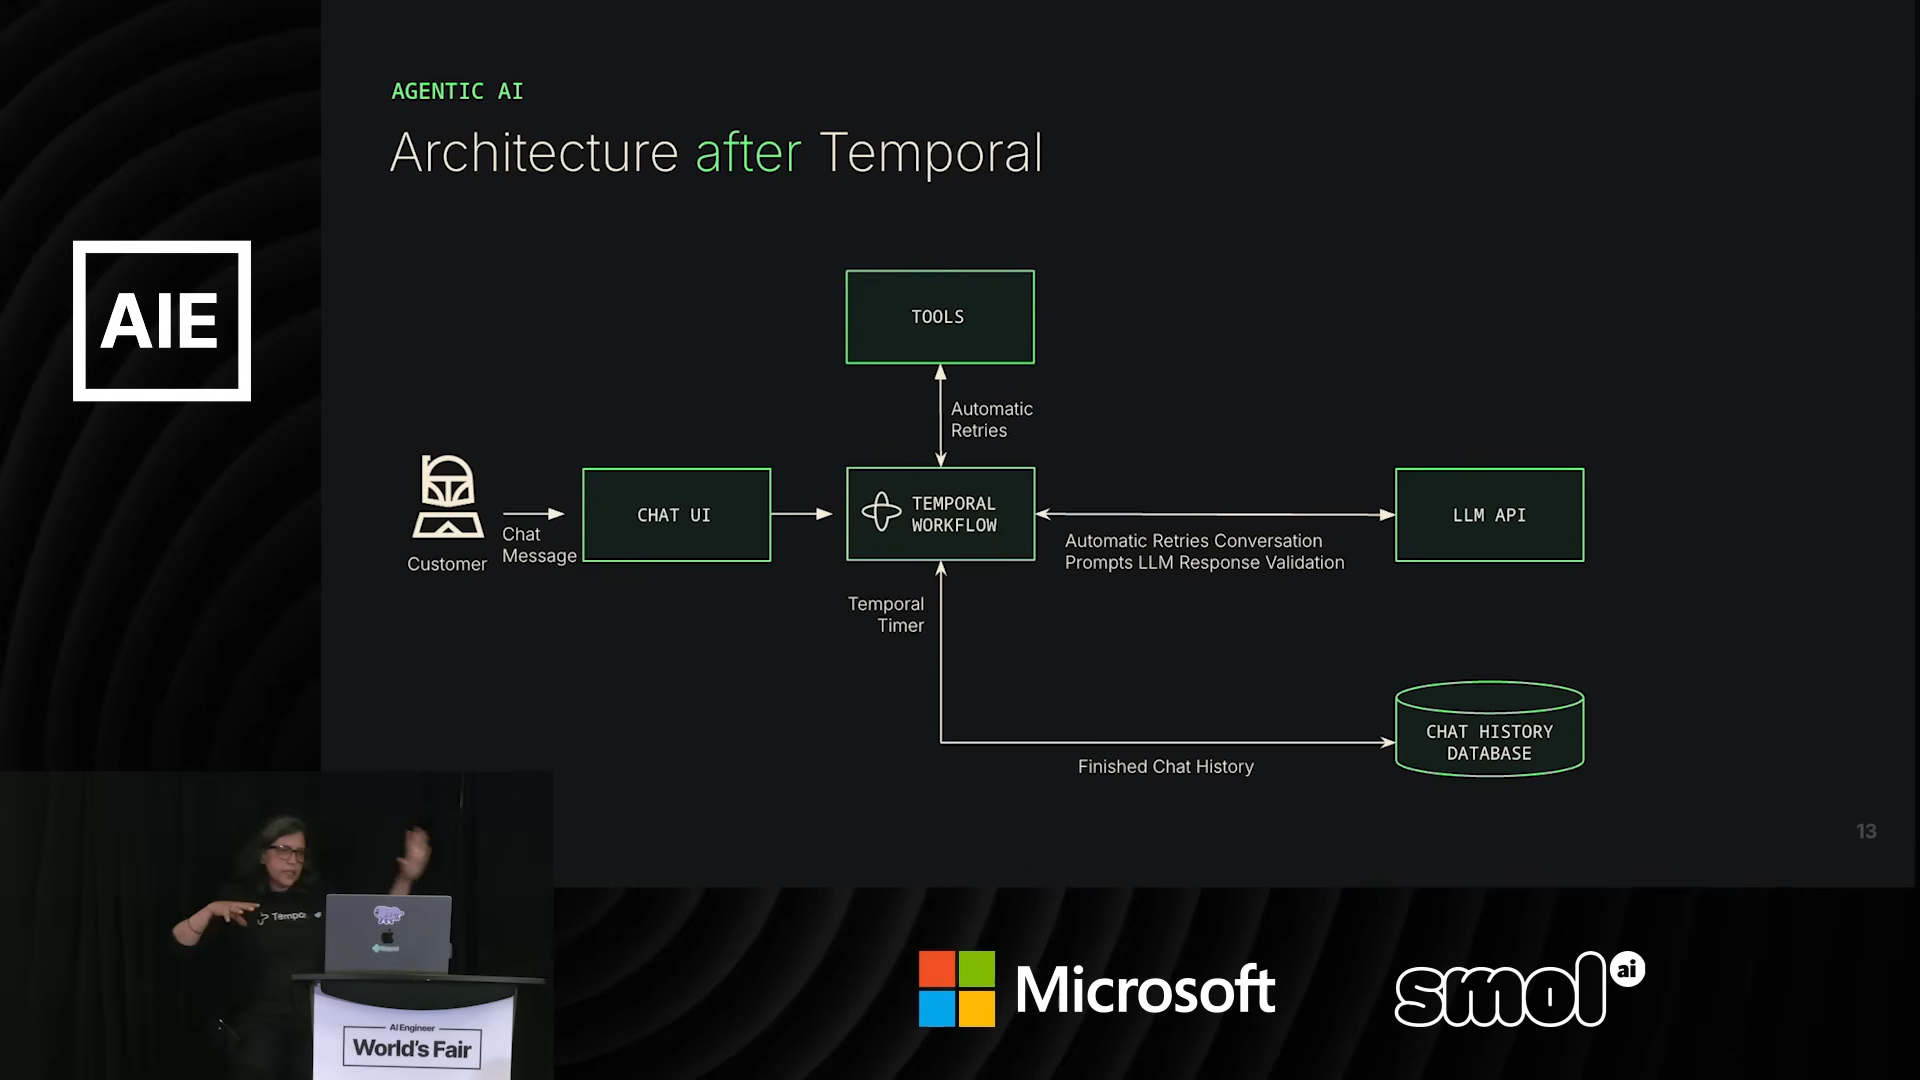 AGENTIC AI
Architecture after Temporal
AIE
TOOLS
Automatic
Retries
Customer
Chat
Message
CHAT UI
TEMPORAL
WORKFLOW
Automatic Retries Conversation
Prompts LLM Response Validation
LLM API
Temporal
Timer
CHAT HISTORY
DATABASE
Finished Chat History
13
Tempo
AI Engineer
World's Fair
Microsoft
smol ai